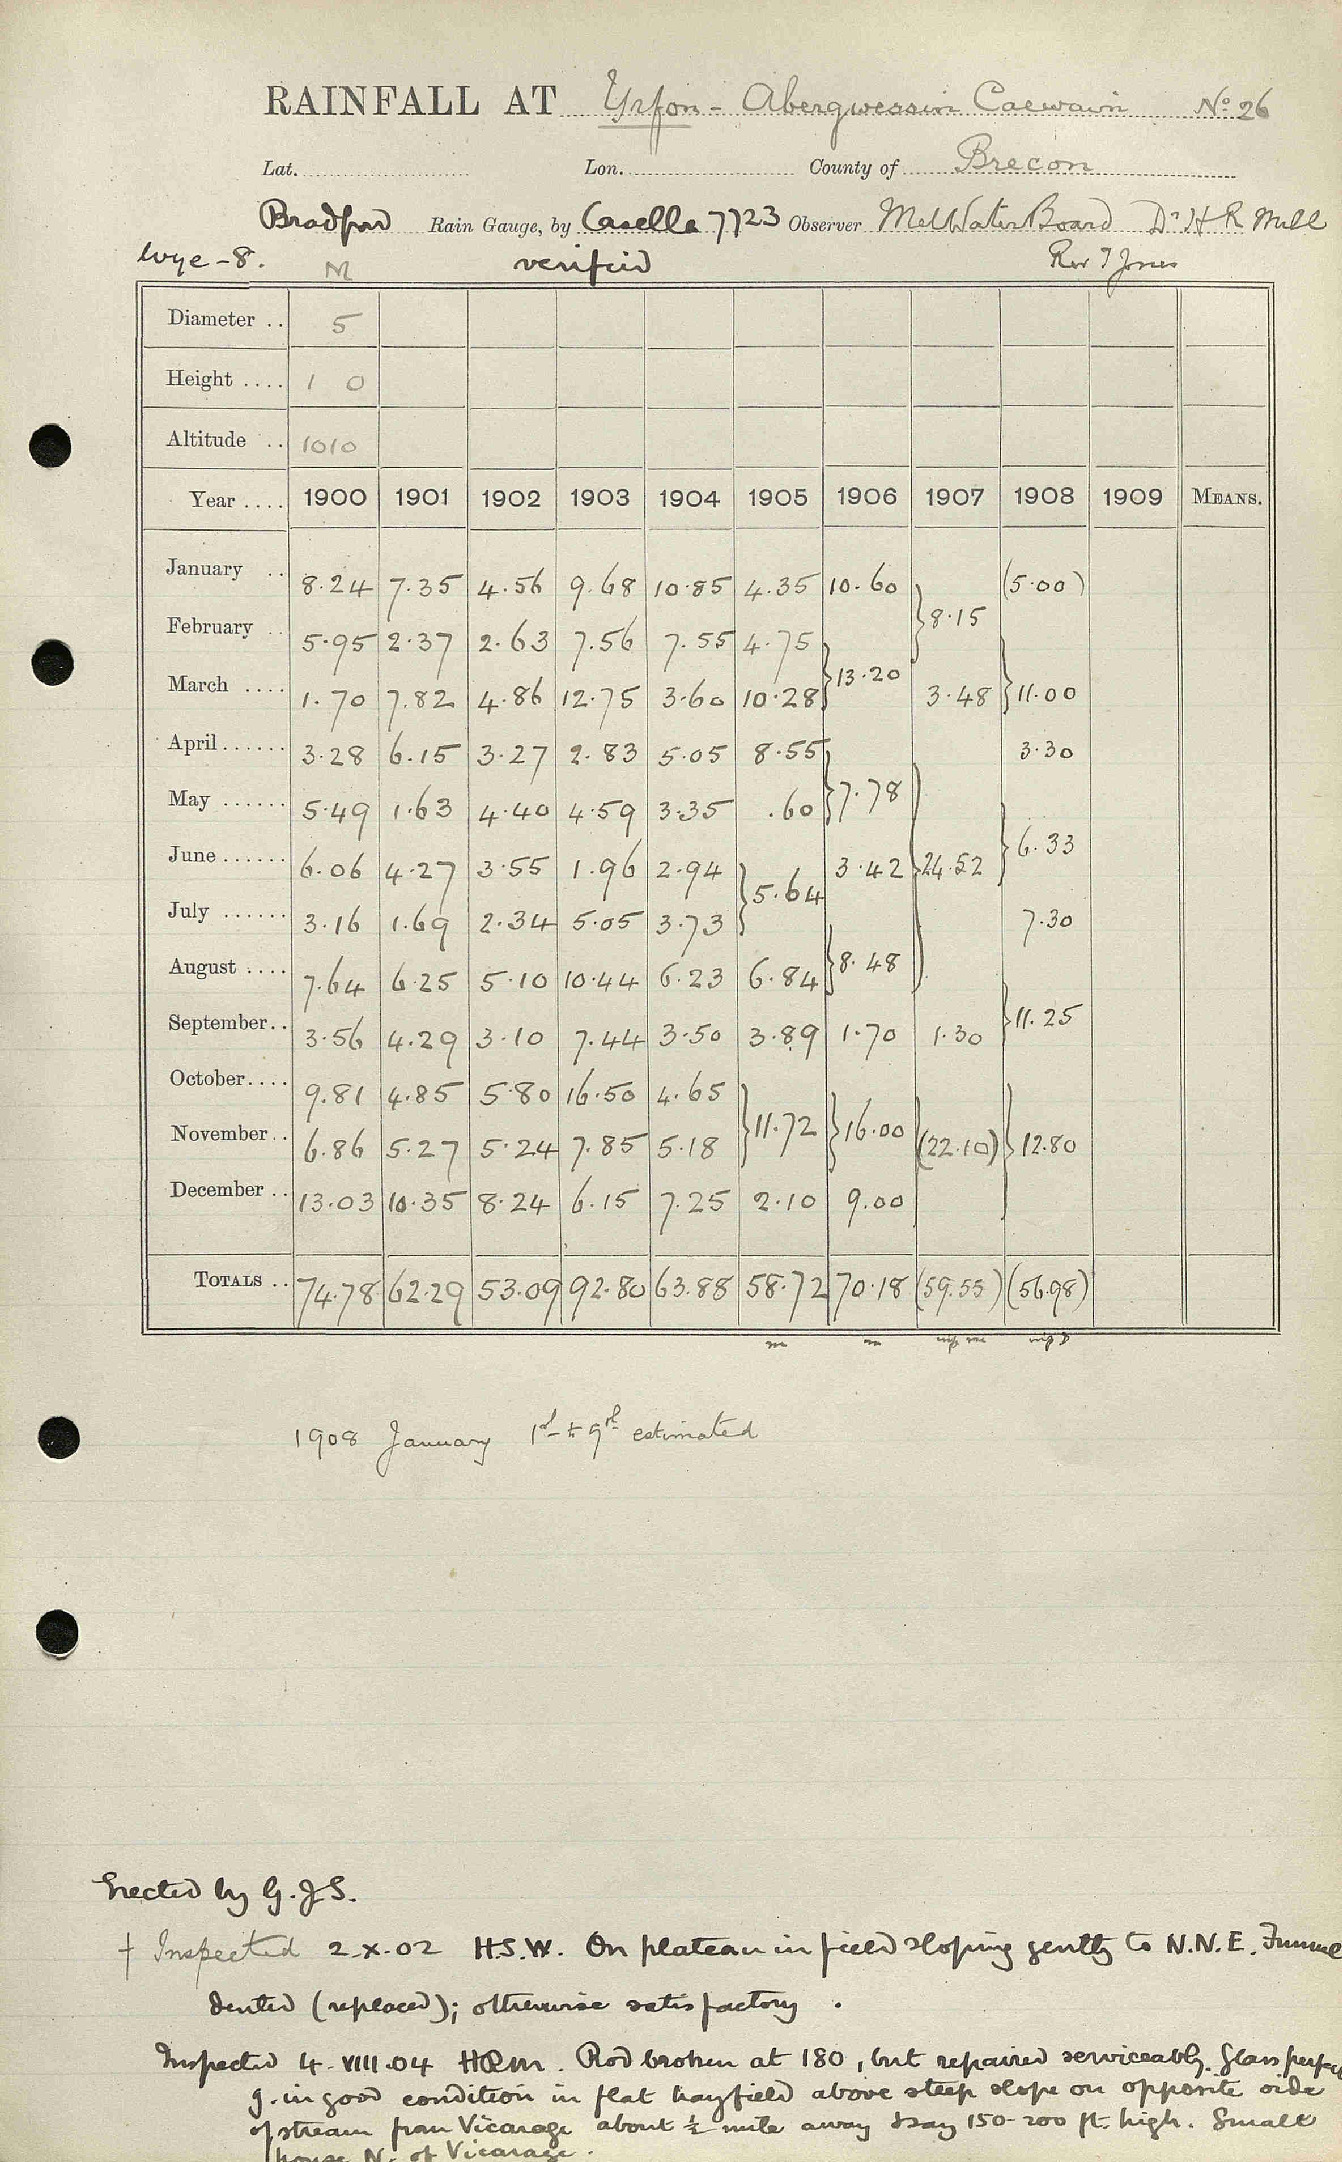 RAINFALL AT Yrfon - Abergwessin Caewain No. 26
Lat. Lon. County of Brecon
Bradford Rain Gauge, by Casella 7723 Observer Met Water Board Dr H R Mill
Wye - 8. M verified Rev T Jones
Diameter .. 5
Height .... 1 0
Altitude .. 1010
Year .... 1900 1901 1902 1903 1904 1905 1906 1907 1908 1909 MEANS.
January .. 8.24 7.35 4.56 9.68 10.85 4.35 10.60 (5.00)
February .. 5.95 2.37 2.63 7.56 7.55 4.75 } 8.15
March .... 1.70 7.82 4.86 12.75 3.60 10.28 } 13.20 3.48 } 11.00
April ...... 3.28 6.15 3.27 2.83 5.05 8.55 3.30
May ...... 5.49 1.63 4.40 4.59 3.35 .60 } 7.78
June ...... 6.06 4.27 3.55 1.96 2.94 3.42 } 24.52 } 6.33
July ...... 3.16 1.69 2.34 5.05 3.73 } 5.64 7.30
August .... 7.64 6.25 5.10 10.44 6.23 6.84 } 8.48
September .. 3.56 4.29 3.10 7.44 3.50 3.89 1.70 1.30 } 11.25
October .... 9.81 4.85 5.80 16.50 4.65
November .. 6.86 5.27 5.24 7.85 5.18 } 11.72 } 16.00 (22.10) } 12.80
December .. 13.03 10.35 8.24 6.15 7.25 2.10 9.00
TOTALS .. 74.78 62.29 53.09 92.80 63.88 58.72 70.18 (59.55) (56.98)
1908 January 1st to 9th estimated
Erected by G.J.S.
† Inspected 2.X.02 H.S.W. On plateau in field sloping gently to N.N.E. Funnel
dented (replaced); otherwise satisfactory .
Inspected 4.VIII.04 HRM. Rod broken at 180, but repaired serviceably. Glass perfect
g. in good condition in flat hayfield above steep slope on opposite side
of stream from Vicarage about ½ mile away & say 150-200 ft. high. Small
house N. of Vicarage.